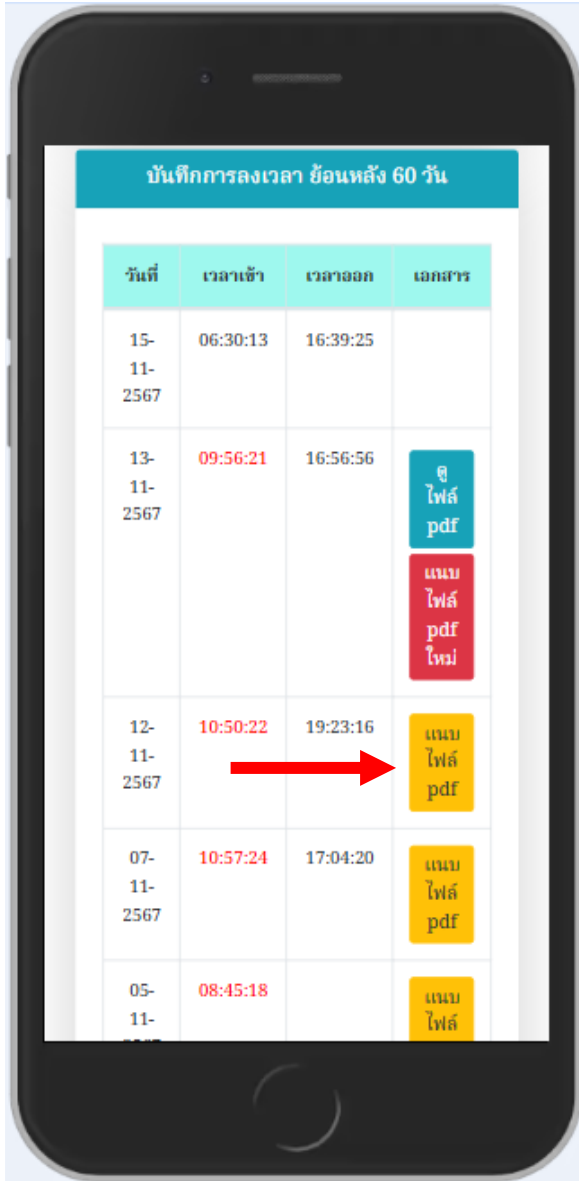 บันทึกการลงเวลา ย้อนหลัง 60 วัน
วันที่ เวลาเข้า เวลาออก เอกสาร
15- 06:30:13 16:39:25
11-
2567
13- 09:56:21 16:56:56
11-
2567
ดู
ไฟล์
pdf
แนบ
ไฟล์
pdf
ใหม่
12- 10:50:22 19:23:16
11-
2567
แนบ
ไฟล์
pdf
07- 10:57:24 17:04:20
11-
2567
แนบ
ไฟล์
pdf
05- 08:45:18
11-
แนบ
ไฟล์